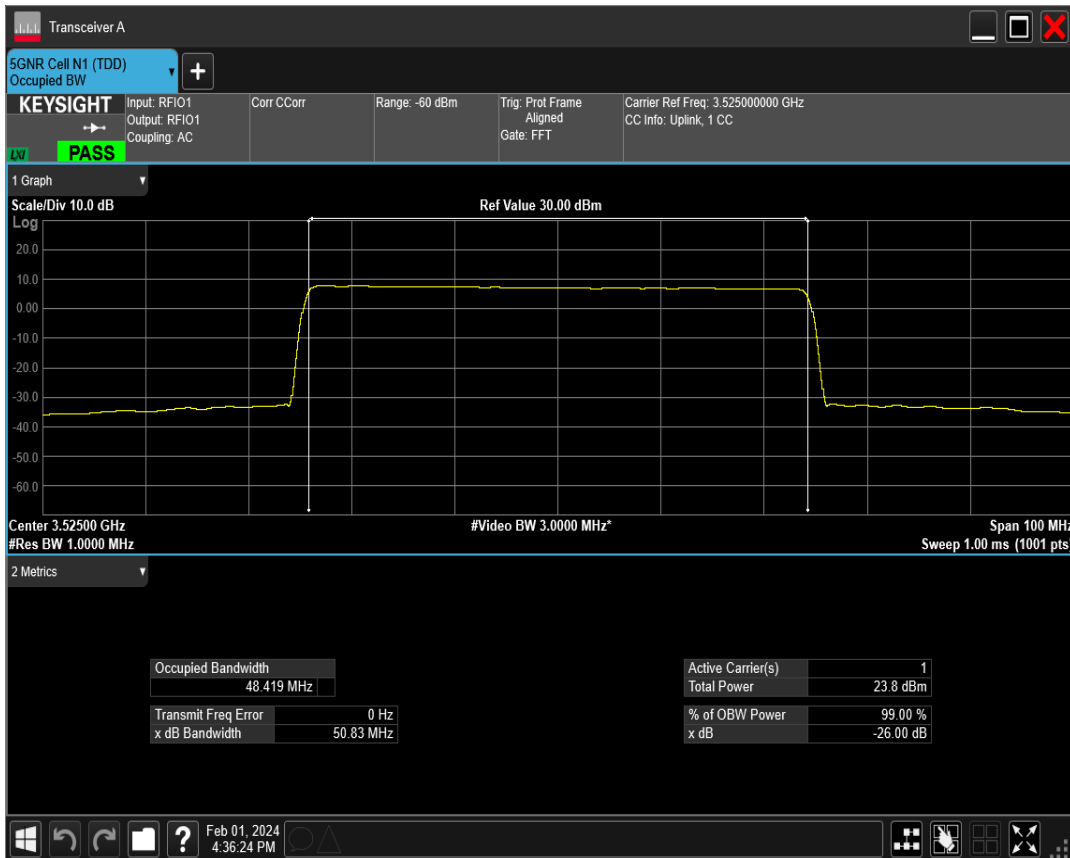 Transceiver A
5GNR Cell N1 (TDD)
Occupied BW
+
KEYSIGHT
LXI
PASS
Input: RFIO1
Output: RFIO1
Coupling: AC
Corr CCorr
Range: -60 dBm
Trig: Prot Frame
Aligned
Gate: FFT
Carrier Ref Freq: 3.525000000 GHz
CC Info: Uplink, 1 CC
1 Graph
Scale/Div 10.0 dB
Ref Value 30.00 dBm
Log
20.0
10.0
0.00
-10.0
-20.0
-30.0
-40.0
-50.0
-60.0
Center 3.52500 GHz
#Video BW 3.0000 MHz*
Span 100 MHz
#Res BW 1.0000 MHz
Sweep 1.00 ms (1001 pts)
2 Metrics
Occupied Bandwidth
48.419 MHz
Transmit Freq Error 0 Hz
x dB Bandwidth 50.83 MHz
Active Carrier(s) 1
Total Power 23.8 dBm
% of OBW Power 99.00 %
x dB -26.00 dB
?
Feb 01, 2024
4:36:24 PM